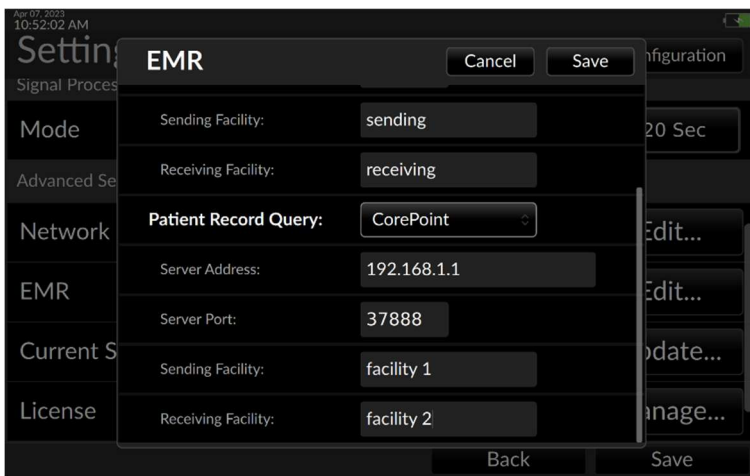 Apr 07, 2023
10:52:02 AM
Setting
nfiguration
EMR
Cancel
Save
Signal Proces
Sending Facility: sending
Mode
20 Sec
Receiving Facility: receiving
Advanced Se
Patient Record Query: CorePoint
Network
Edit...
Server Address: 192.168.1.1
EMR
Edit...
Server Port: 37888
Current S
pdate...
Sending Facility: facility 1
License
anage...
Receiving Facility: facility 2
Back
Save